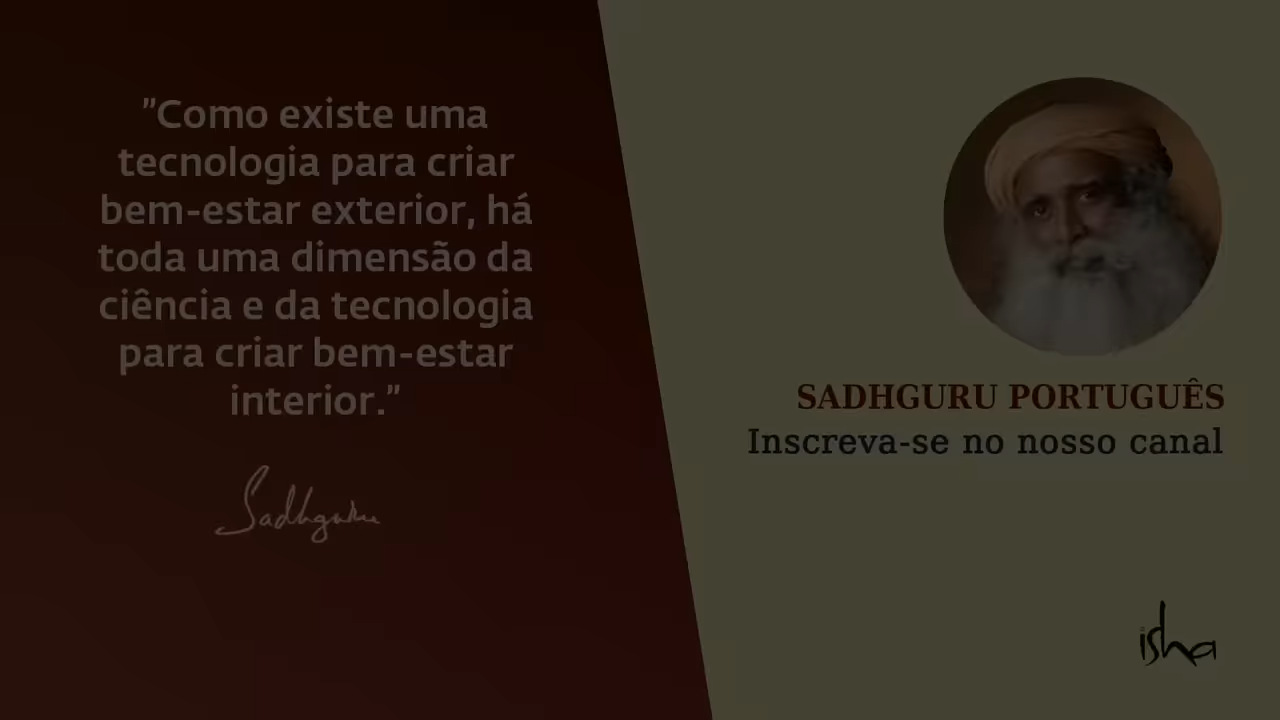 "Como existe uma
tecnologia para criar
bem-estar exterior, há
toda uma dimensão da
ciência e da tecnologia
para criar bem-estar
interior."
Sadhguru
SADHGURU PORTUGUÊS
Inscreva-se no nosso canal
isha